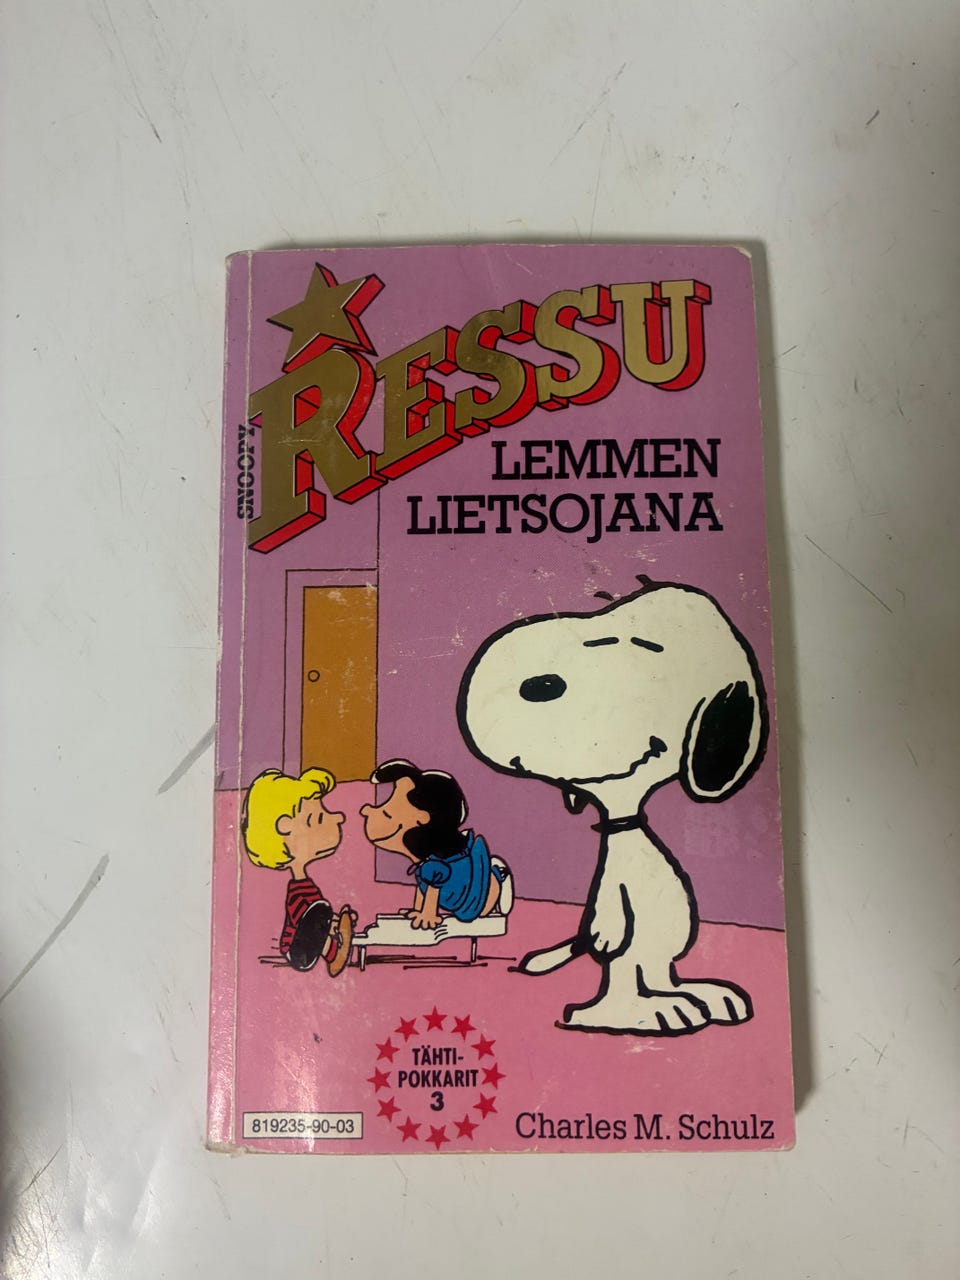 RESSU
SNOOPY
LEMMEN
LIETSOJANA
TÄHTI-
POKKARIT
3
819235-90-03
Charles M. Schulz